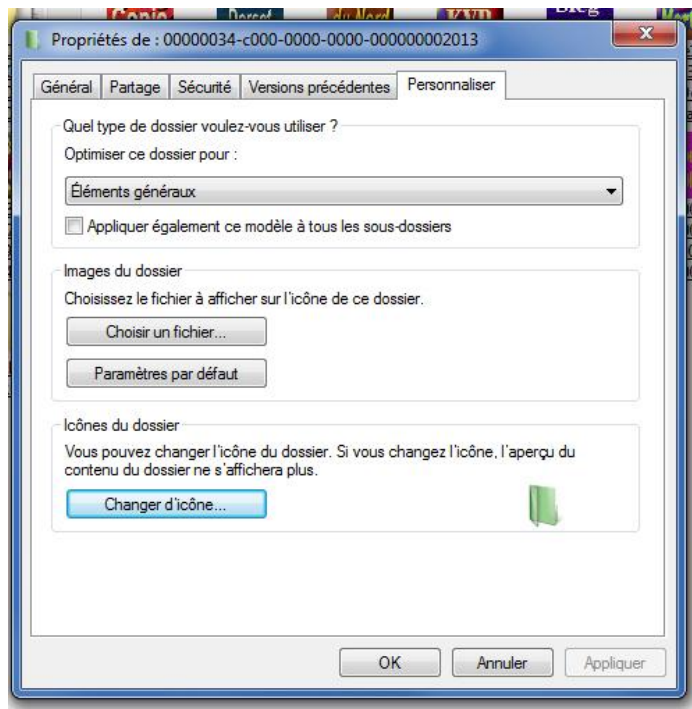 Dorset
du Nord
KVD
Propriétés de : 00000034-c000-0000-0000-000000002013
Général
Partage
Sécurité
Versions précédentes
Personnaliser
Quel type de dossier voulez-vous utiliser ?
Optimiser ce dossier pour :
Éléments généraux
Appliquer également ce modèle à tous les sous-dossiers
Images du dossier
Choisissez le fichier à afficher sur l'icône de ce dossier.
Choisir un fichier...
Paramètres par défaut
Icônes du dossier
Vous pouvez changer l'icône du dossier. Si vous changez l'icône, l'aperçu du
contenu du dossier ne s'affichera plus.
Changer d'icône...
OK
Annuler
Appliquer